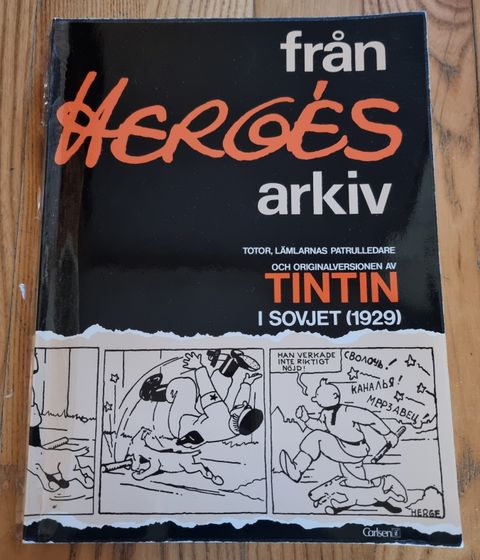 från
HERGÉS
arkiv
TOTOR, LÄMLARNAS PATRULLEDARE
OCH ORIGINALVERSIONEN AV
TINTIN
I SOVJET (1929)
HAN VERKADE
INTE RIKTIGT
NÖJD!
СВОЛОЧЬ!
КАНАЛЬЯ!
МЕРЗАВЕЦ!
HERGÉ
Carlsen if